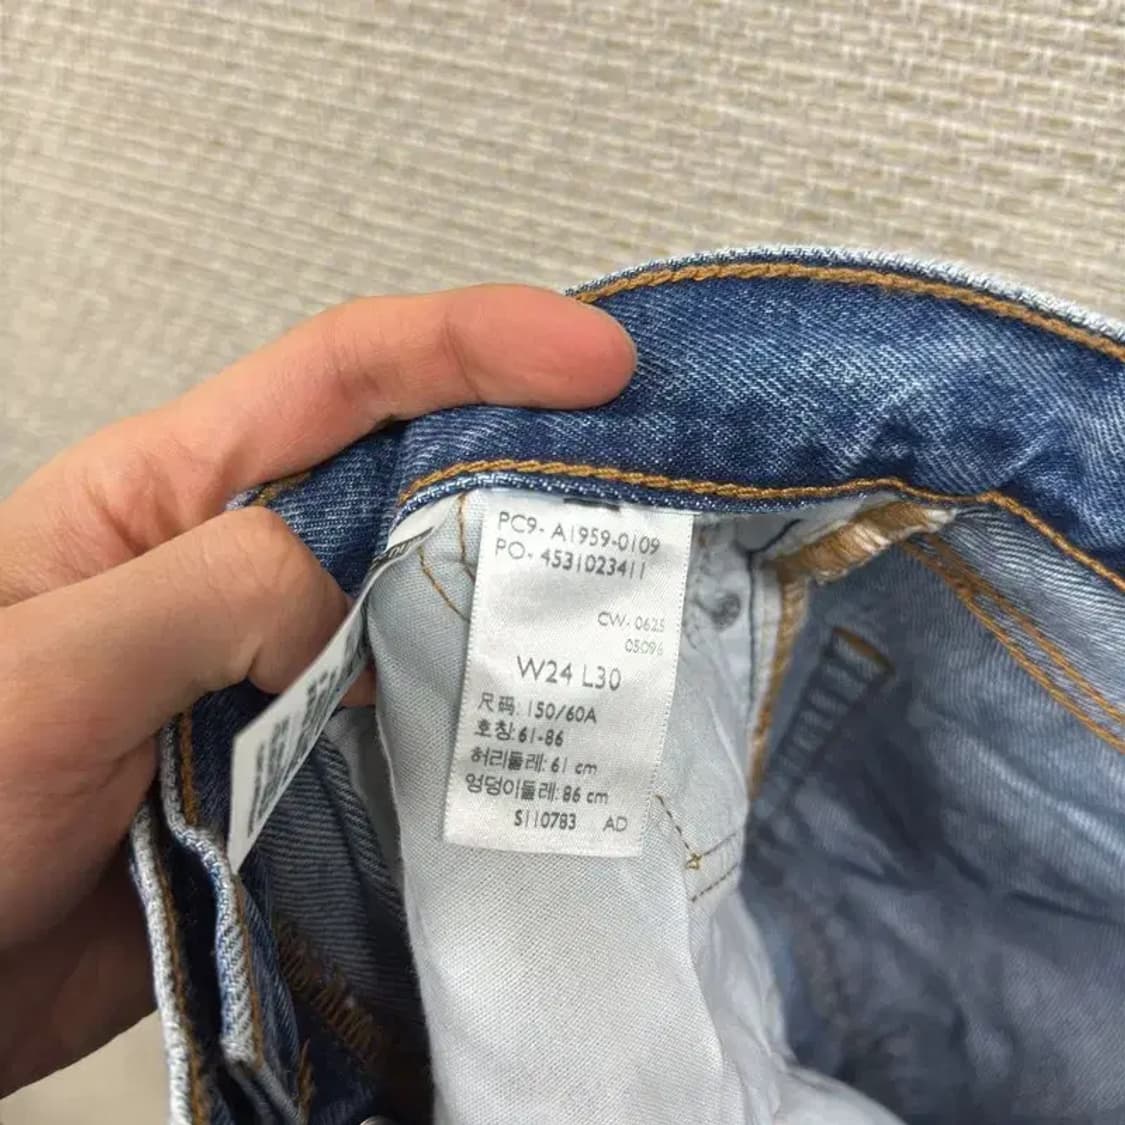 PC9- A1959-0109
PO- 4531023411
CW- 0625
05096
W24 L30
尺码: 150/60A
호칭:61-86
허리둘레: 61 cm
엉덩이둘레: 86 cm
S110783 AD